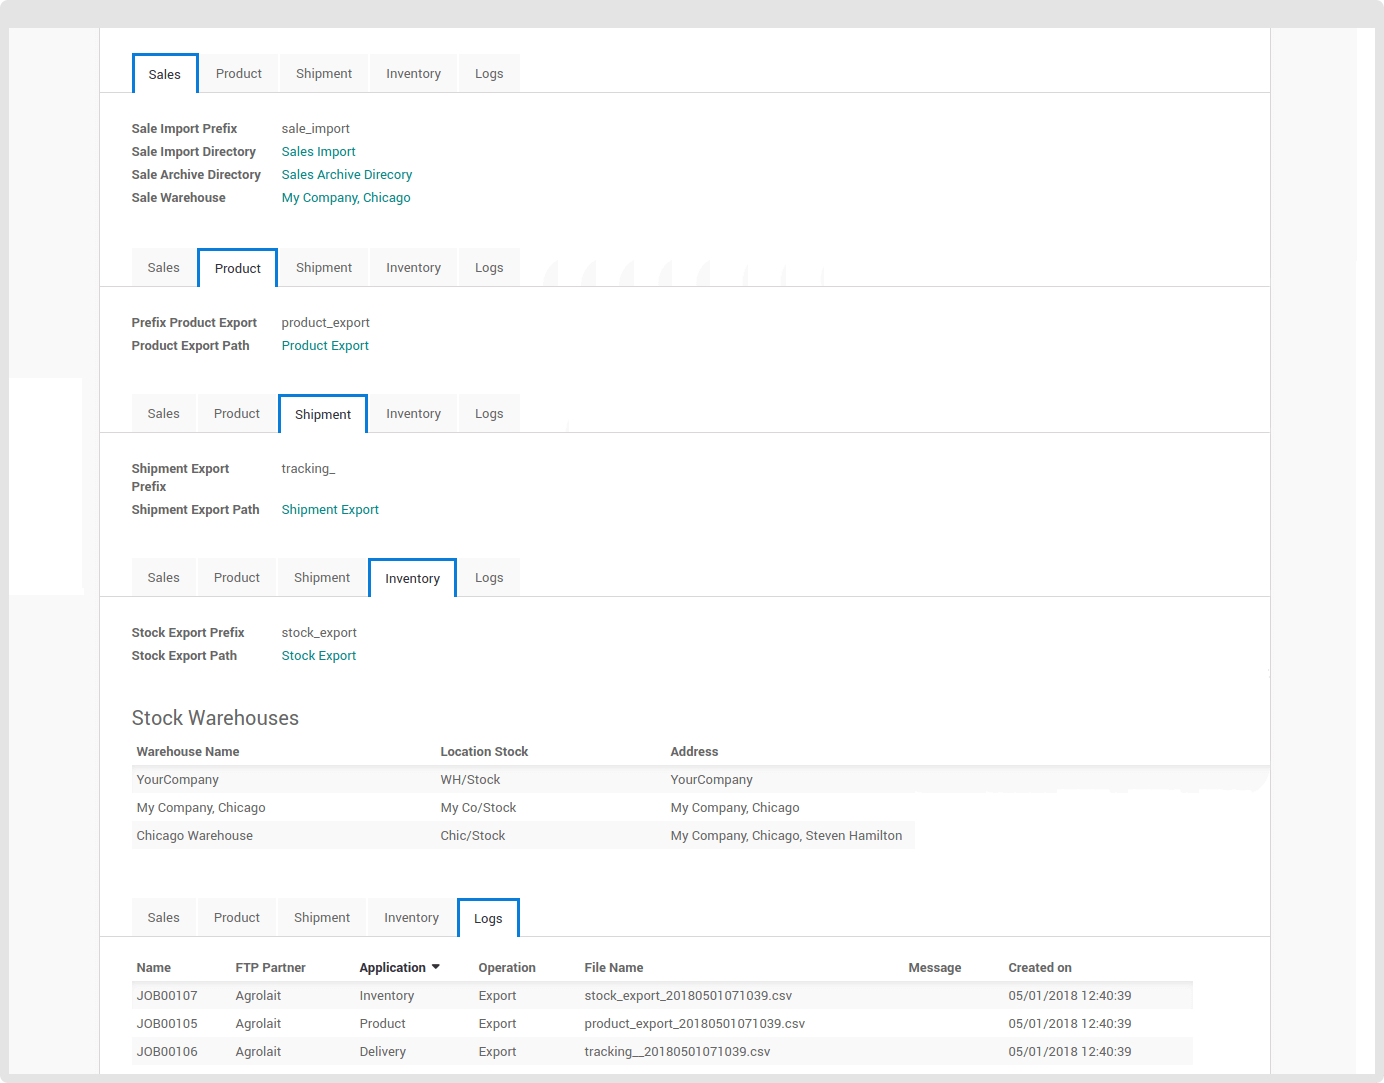 Sales Product Shipment Inventory Logs
Sale Import Prefix sale_import
Sale Import Directory Sales Import
Sale Archive Directory Sales Archive Direcory
Sale Warehouse My Company, Chicago
Sales Product Shipment Inventory Logs
Prefix Product Export product_export
Product Export Path Product Export
Sales Product Shipment Inventory Logs
Shipment Export tracking_
Prefix
Shipment Export Path Shipment Export
Sales Product Shipment Inventory Logs
Stock Export Prefix stock_export
Stock Export Path Stock Export
Stock Warehouses
Warehouse Name Location Stock Address
YourCompany WH/Stock YourCompany
My Company, Chicago My Co/Stock My Company, Chicago
Chicago Warehouse Chic/Stock My Company, Chicago, Steven Hamilton
Sales Product Shipment Inventory Logs
Name FTP Partner Application Operation File Name Message Created on
JOB00107 Agrolait Inventory Export stock_export_20180501071039.csv 05/01/2018 12:40:39
JOB00105 Agrolait Product Export product_export_20180501071039.csv 05/01/2018 12:40:39
JOB00106 Agrolait Delivery Export tracking__20180501071039.csv 05/01/2018 12:40:39